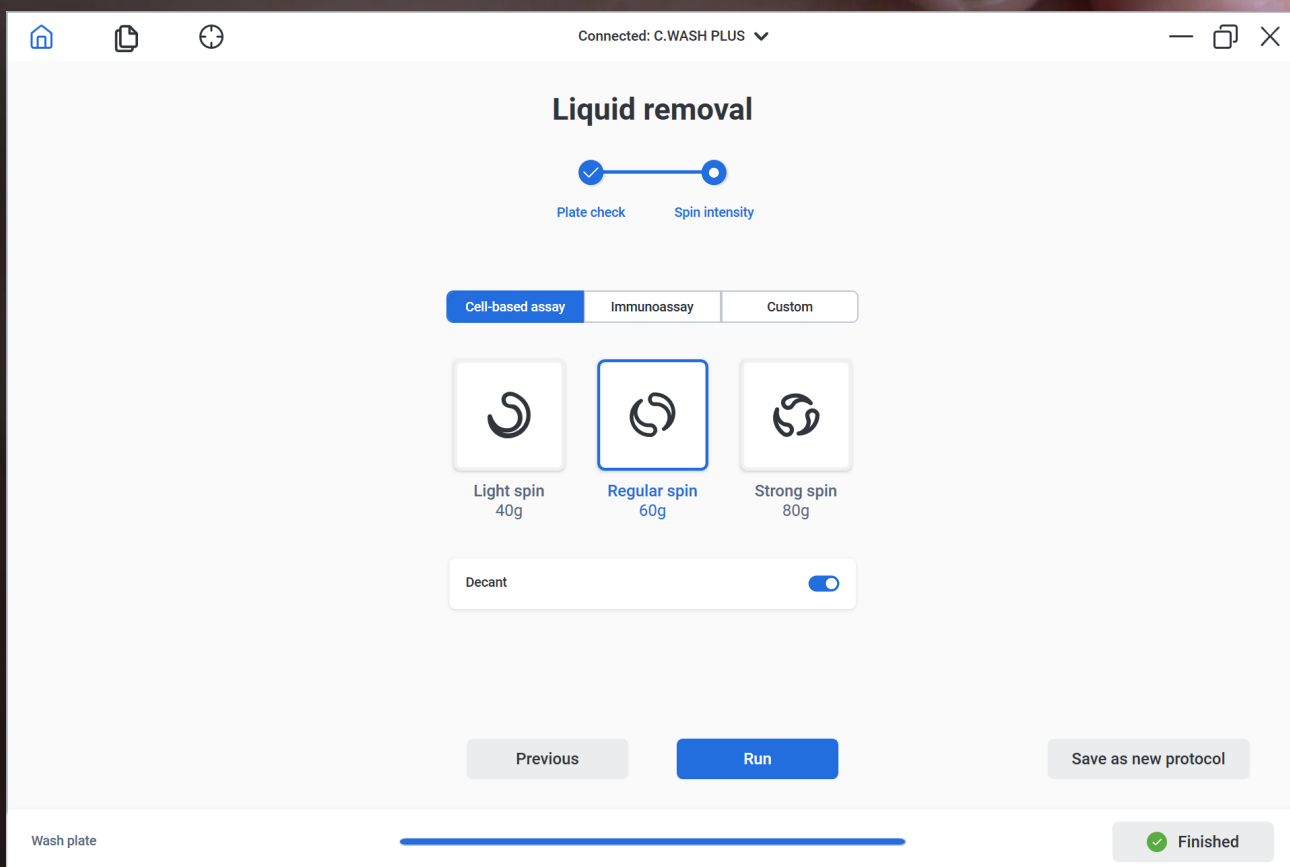 Connected: C.WASH PLUS
Liquid removal
Plate check Spin intensity
Cell-based assay Immunoassay Custom
Light spin Regular spin Strong spin
40g 60g 80g
Decant
Previous Run Save as new protocol
Wash plate Finished